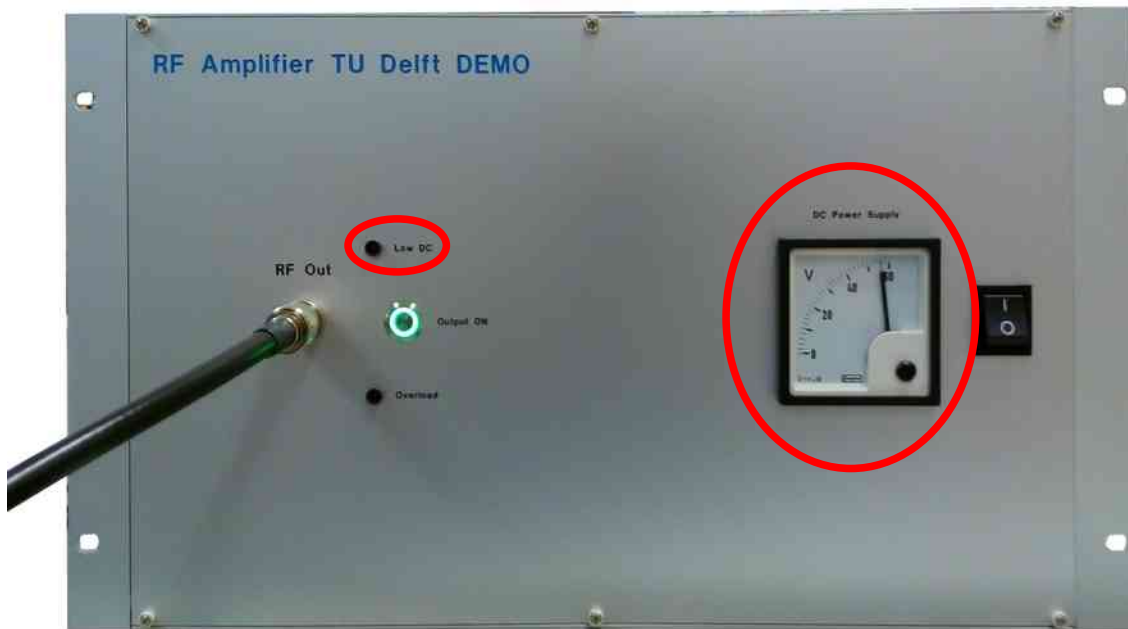 RF Amplifier TU Delft DEMO
DC Power Supply
Low DC
RF Out
V
40
60
20
0
Output ON
I
O
Overload